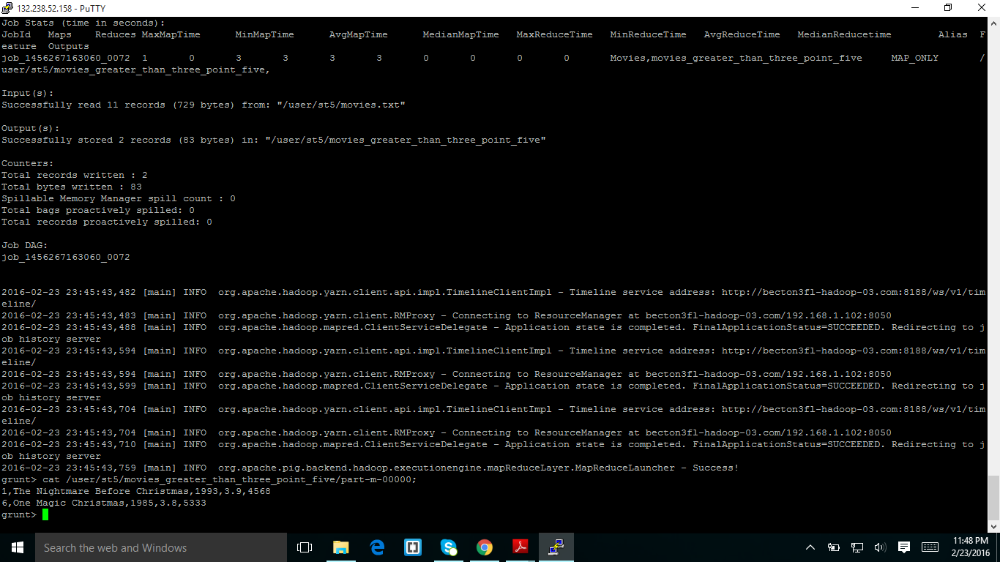 132.238.52.158 - PuTTY
Job Stats (time in seconds):
JobId   Maps    Reduces MaxMapTime      MinMapTime      AvgMapTime      MedianMapTime   MaxReduceTime   MinReduceTime   AvgReduceTime   MedianReducetime        Alias   F
eature  Outputs
job_1456267163060_0072  1       0       3       3       3       3       0       0       0       0       Movies,movies_greater_than_three_point_five     MAP_ONLY       /
user/st5/movies_greater_than_three_point_five,
Input(s):
Successfully read 11 records (729 bytes) from: "/user/st5/movies.txt"
Output(s):
Successfully stored 2 records (83 bytes) in: "/user/st5/movies_greater_than_three_point_five"
Counters:
Total records written : 2
Total bytes written : 83
Spillable Memory Manager spill count : 0
Total bags proactively spilled: 0
Total records proactively spilled: 0
Job DAG:
job_1456267163060_0072
2016-02-23 23:45:43,482 [main] INFO  org.apache.hadoop.yarn.client.api.impl.TimelineClientImpl - Timeline service address: http://becton3fl-hadoop-03.com:8188/ws/v1/tim
eline/
2016-02-23 23:45:43,483 [main] INFO  org.apache.hadoop.yarn.client.RMProxy - Connecting to ResourceManager at becton3fl-hadoop-03.com/192.168.1.102:8050
2016-02-23 23:45:43,488 [main] INFO  org.apache.hadoop.mapred.ClientServiceDelegate - Application state is completed. FinalApplicationStatus=SUCCEEDED. Redirecting to j
ob history server
2016-02-23 23:45:43,594 [main] INFO  org.apache.hadoop.yarn.client.api.impl.TimelineClientImpl - Timeline service address: http://becton3fl-hadoop-03.com:8188/ws/v1/tim
eline/
2016-02-23 23:45:43,594 [main] INFO  org.apache.hadoop.yarn.client.RMProxy - Connecting to ResourceManager at becton3fl-hadoop-03.com/192.168.1.102:8050
2016-02-23 23:45:43,599 [main] INFO  org.apache.hadoop.mapred.ClientServiceDelegate - Application state is completed. FinalApplicationStatus=SUCCEEDED. Redirecting to j
ob history server
2016-02-23 23:45:43,704 [main] INFO  org.apache.hadoop.yarn.client.api.impl.TimelineClientImpl - Timeline service address: http://becton3fl-hadoop-03.com:8188/ws/v1/tim
eline/
2016-02-23 23:45:43,704 [main] INFO  org.apache.hadoop.yarn.client.RMProxy - Connecting to ResourceManager at becton3fl-hadoop-03.com/192.168.1.102:8050
2016-02-23 23:45:43,710 [main] INFO  org.apache.hadoop.mapred.ClientServiceDelegate - Application state is completed. FinalApplicationStatus=SUCCEEDED. Redirecting to j
ob history server
2016-02-23 23:45:43,759 [main] INFO  org.apache.pig.backend.hadoop.executionengine.mapReduceLayer.MapReduceLauncher - Success!
grunt> cat /user/st5/movies_greater_than_three_point_five/part-m-00000;
1,The Nightmare Before Christmas,1993,3.9,4568
6,One Magic Christmas,1985,3.8,5333
grunt>
Search the web and Windows
11:48 PM
2/23/2016